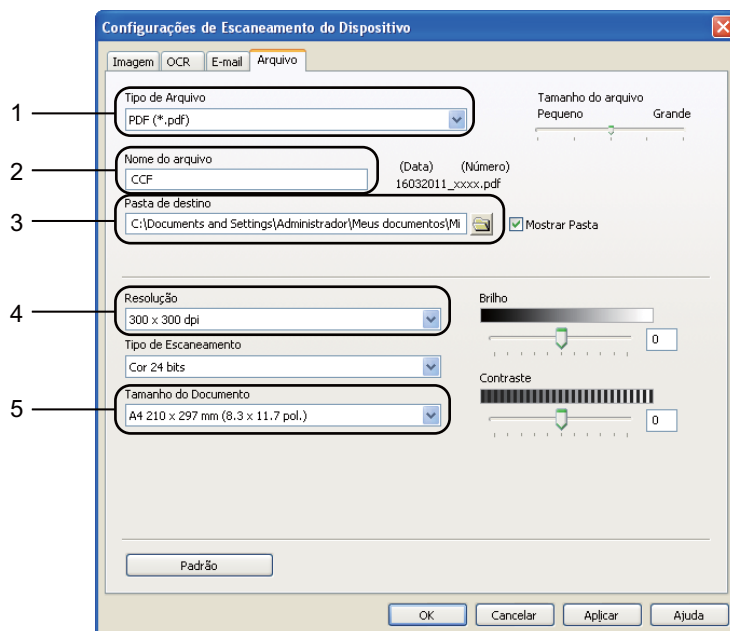 Configurações de Escaneamento do Dispositivo
Imagem OCR E-mail Arquivo
1
Tipo de Arquivo
PDF (*.pdf)
Tamanho do arquivo
Pequeno Grande
2
Nome do arquivo
CCF
(Data) (Número)
16032011_xxxx.pdf
3
Pasta de destino
C:\Documents and Settings\Administrador\Meus documentos\Mi
Mostrar Pasta
4
Resolução
300 x 300 dpi
Brilho
0
Tipo de Escaneamento
Cor 24 bits
Contraste
0
5
Tamanho do Documento
A4 210 x 297 mm (8.3 x 11.7 pol.)
Padrão
OK Cancelar Aplicar Ajuda